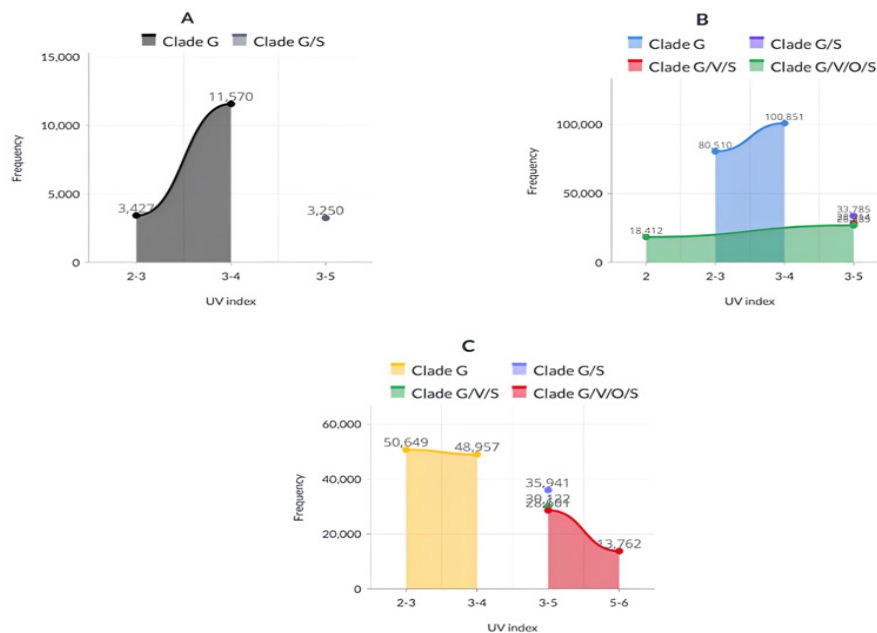 A
Clade G Clade G/S
15,000
10,000
5,000
0
Frequency
11,570
3,427
3,250
2-3 3-4 3-5
UV index
B
Clade G Clade G/S
Clade G/V/S Clade G/V/O/S
100,000
50,000
0
Frequency
100,851
80,510
33,785
18,412
2 2-3 3-4 3-5
UV index
C
Clade G Clade G/S
Clade G/V/S Clade G/V/O/S
60,000
40,000
20,000
0
Frequency
50,649 48,957
35,941
30,122
13,762
2-3 3-4 3-5 5-6
UV index